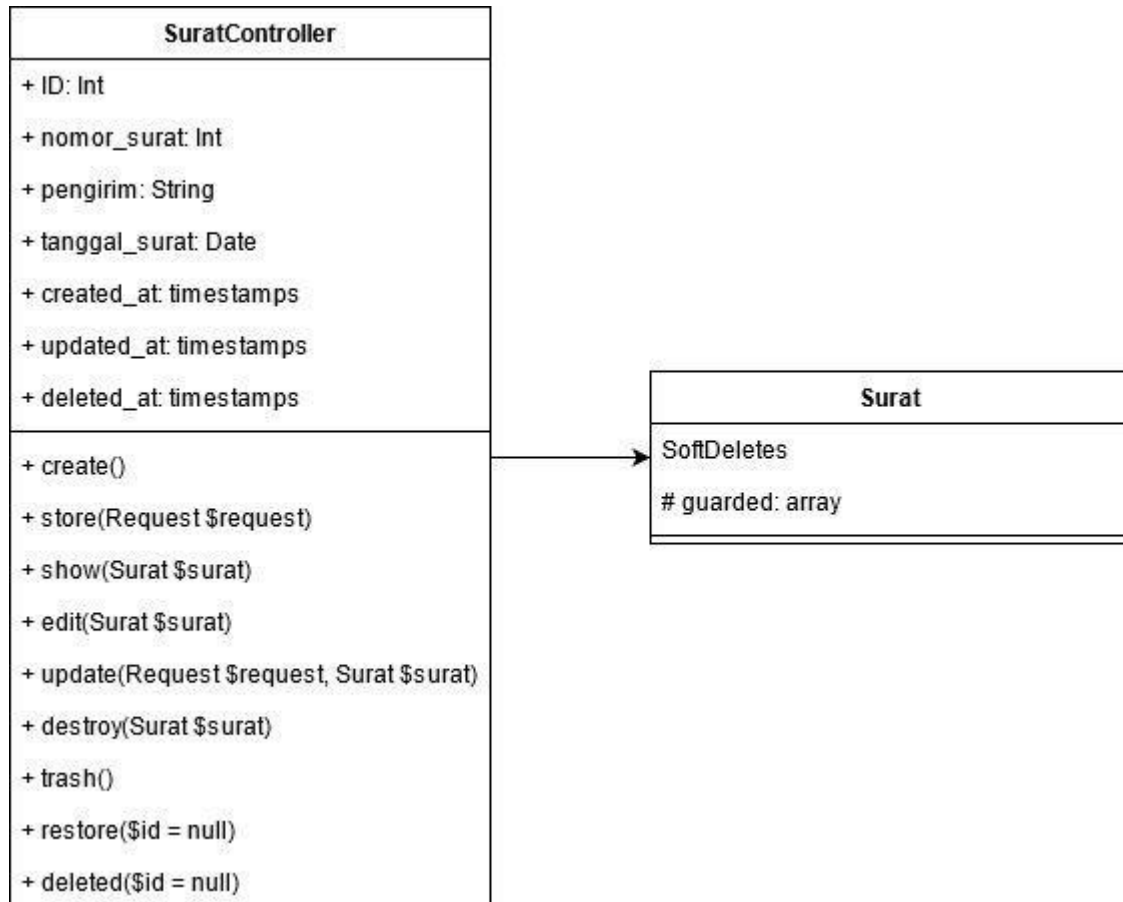 SuratController
+ ID: Int
+ nomor_surat: Int
+ pengirim: String
+ tanggal_surat: Date
+ created_at: timestamps
+ updated_at: timestamps
+ deleted_at: timestamps
+ create()
+ store(Request $request)
+ show(Surat $surat)
+ edit(Surat $surat)
+ update(Request $request, Surat $surat)
+ destroy(Surat $surat)
+ trash()
+ restore($id = null)
+ deleted($id = null)
Surat
SoftDeletes
# guarded: array